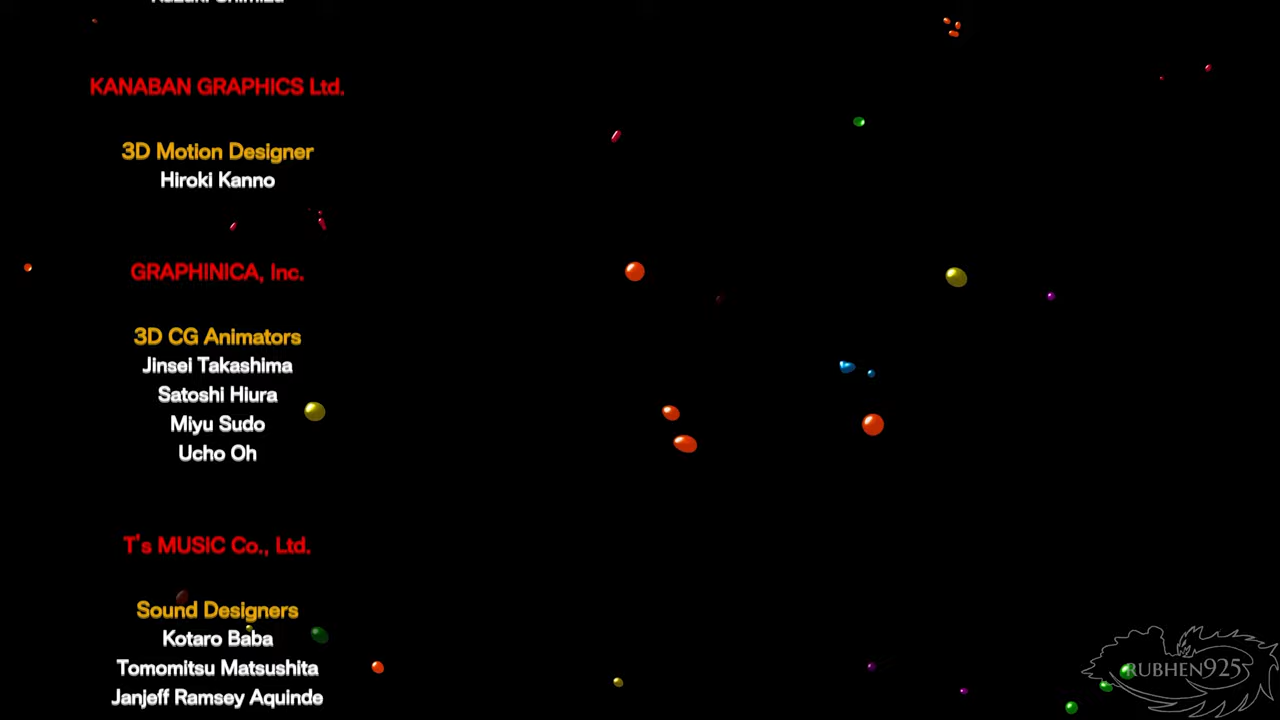 KANABAN GRAPHICS Ltd.
3D Motion Designer
Hiroki Kanno
GRAPHINICA, Inc.
3D CG Animators
Jinsei Takashima
Satoshi Hiura
Miyu Sudo
Ucho Oh
T's MUSIC Co., Ltd.
Sound Designers
Kotaro Baba
Tomomitsu Matsushita
Janjeff Ramsey Aquinde
RUBHEN925